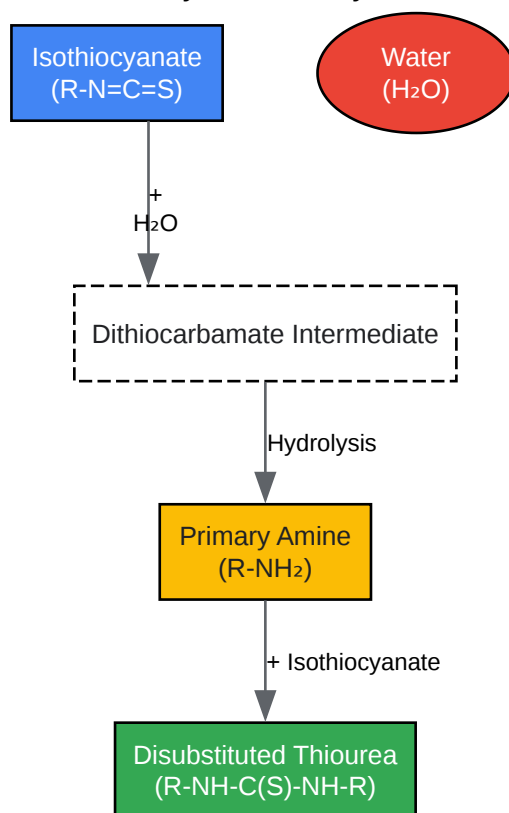 Isothiocyanate
(R-N=C=S)
Water
(H₂O)
+
H₂O
Dithiocarbamate Intermediate
Hydrolysis
Primary Amine
(R-NH₂)
+ Isothiocyanate
Disubstituted Thiourea
(R-NH-C(S)-NH-R)